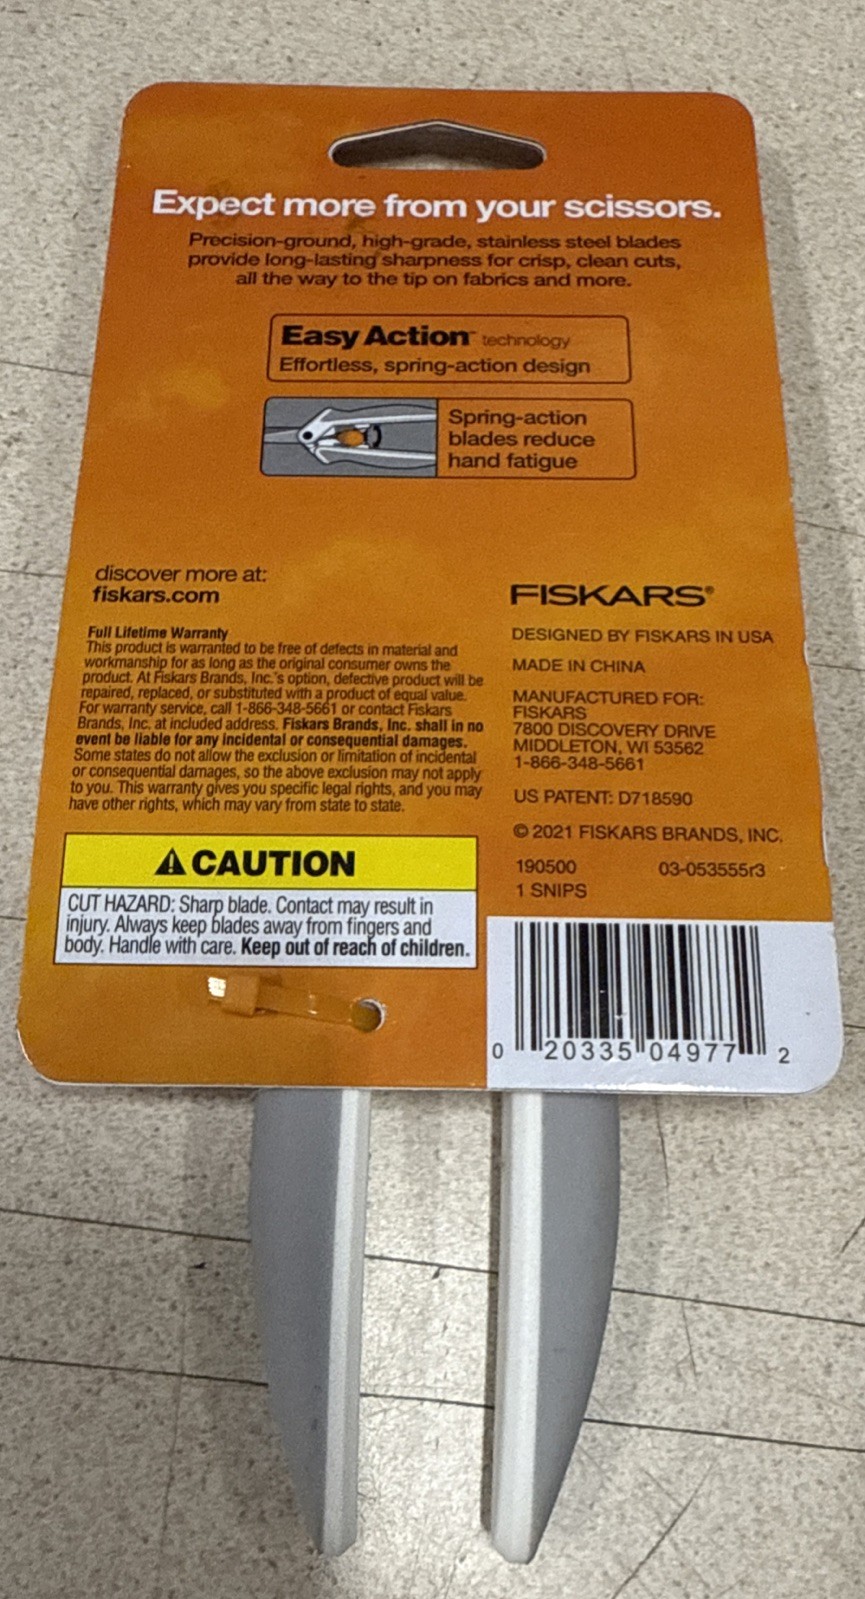 Expect more from your scissors.
Precision-ground, high-grade, stainless steel blades
provide long-lasting sharpness for crisp, clean cuts,
all the way to the tip on fabrics and more.
Easy Action™ technology
Effortless, spring-action design
Spring-action
blades reduce
hand fatigue
discover more at:
fiskars.com
Full Lifetime Warranty
This product is warranted to be free of defects in material and
workmanship for as long as the original consumer owns the
product. At Fiskars Brands, Inc.'s option, defective product will be
repaired, replaced, or substituted with a product of equal value.
For warranty service, call 1-866-348-5661 or contact Fiskars
Brands, Inc. at included address. Fiskars Brands, Inc. shall in no
event be liable for any incidental or consequential damages.
Some states do not allow the exclusion or limitation of incidental
or consequential damages, so the above exclusion may not apply
to you. This warranty gives you specific legal rights, and you may
have other rights, which may vary from state to state.
CAUTION
CUT HAZARD: Sharp blade. Contact may result in
injury. Always keep blades away from fingers and
body. Handle with care. Keep out of reach of children.
FISKARS®
DESIGNED BY FISKARS IN USA
MADE IN CHINA
MANUFACTURED FOR:
FISKARS
7800 DISCOVERY DRIVE
MIDDLETON, WI 53562
1-866-348-5661
US PATENT: D718590
© 2021 FISKARS BRANDS, INC.
190500 03-053555r3
1 SNIPS
0 20335 04977 2